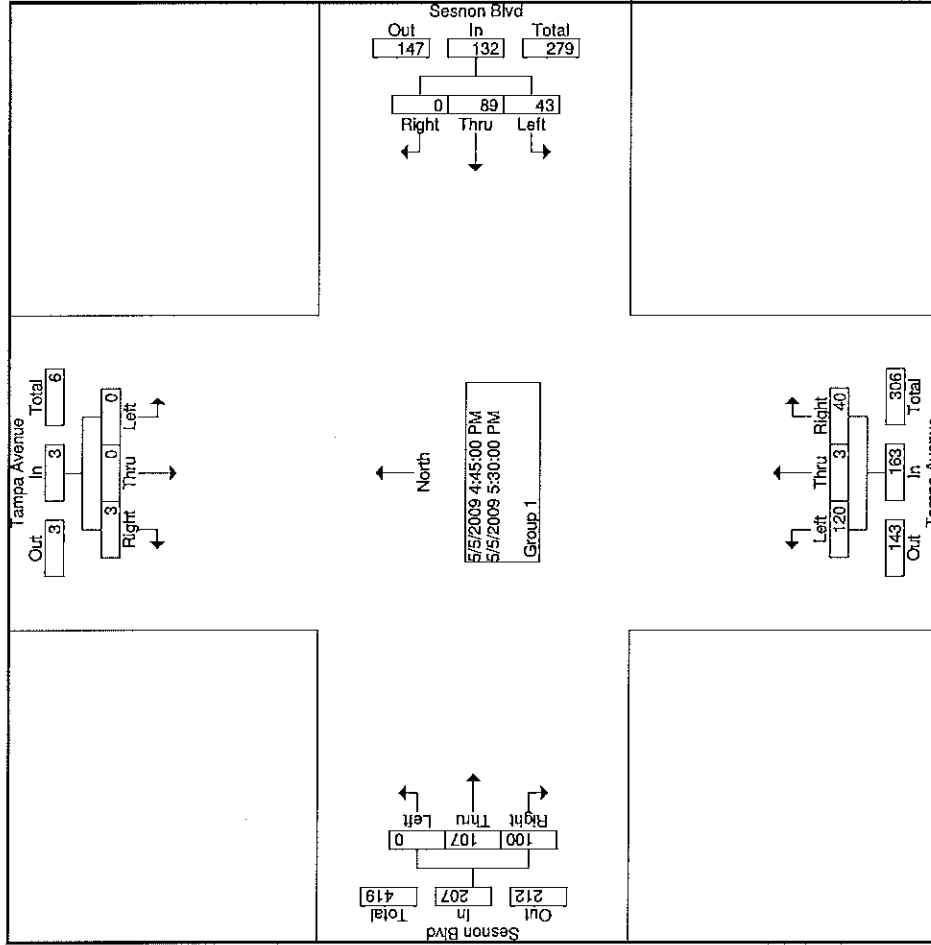 Sesnon Blvd
Out In Total
147 132 279
0 89 43
Right Thru Left
Tampa Avenue
Out In Total
3 3 6
3 0 0
Right Thru Left
North
5/5/2009 4:45:00 PM
5/5/2009 5:30:00 PM
Group 1
Left Thru Right
120 3 40
143 163 306
Out In Total
Tampa Avenue
Left Thru Right
0 107 100
419 207 212
Total In Out
Sesnon Blvd